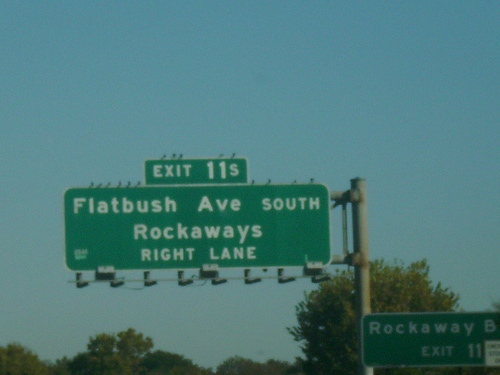 EXIT 11S
Flatbush Ave SOUTH
Rockaways
RIGHT LANE
Rockaway B
EXIT 11